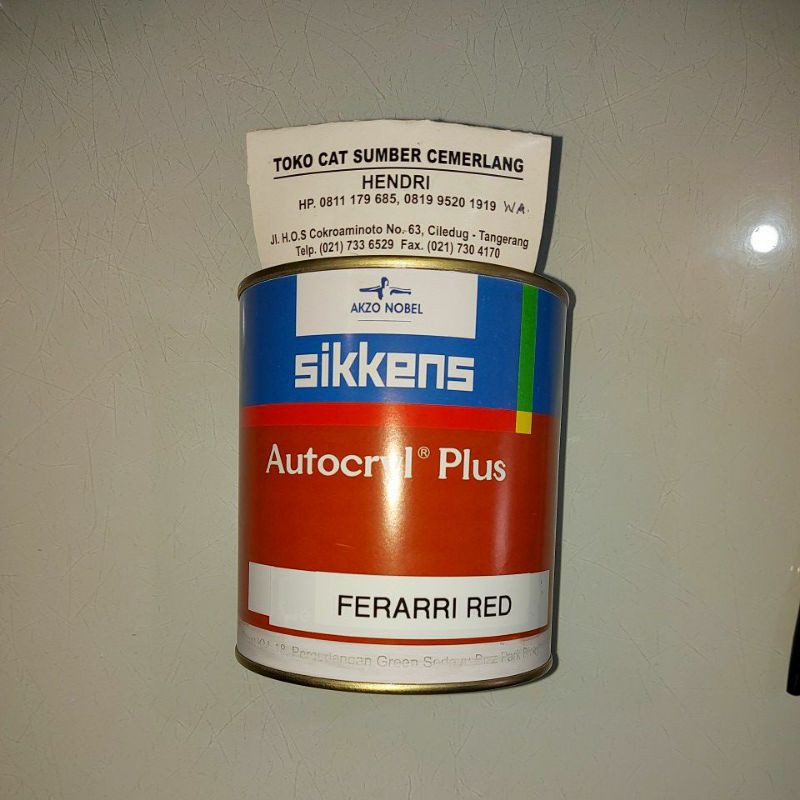 TOKO CAT SUMBER CEMERLANG
HENDRI
HP. 0811 179 685, 0819 9520 1919 WA.
Jl. H.O.S Cokroaminoto No. 63, Ciledug - Tangerang
Telp. (021) 733 6529 Fax. (021) 730 4170
AKZO NOBEL
sikkens
Autocryl® Plus
FERARRI RED
Green